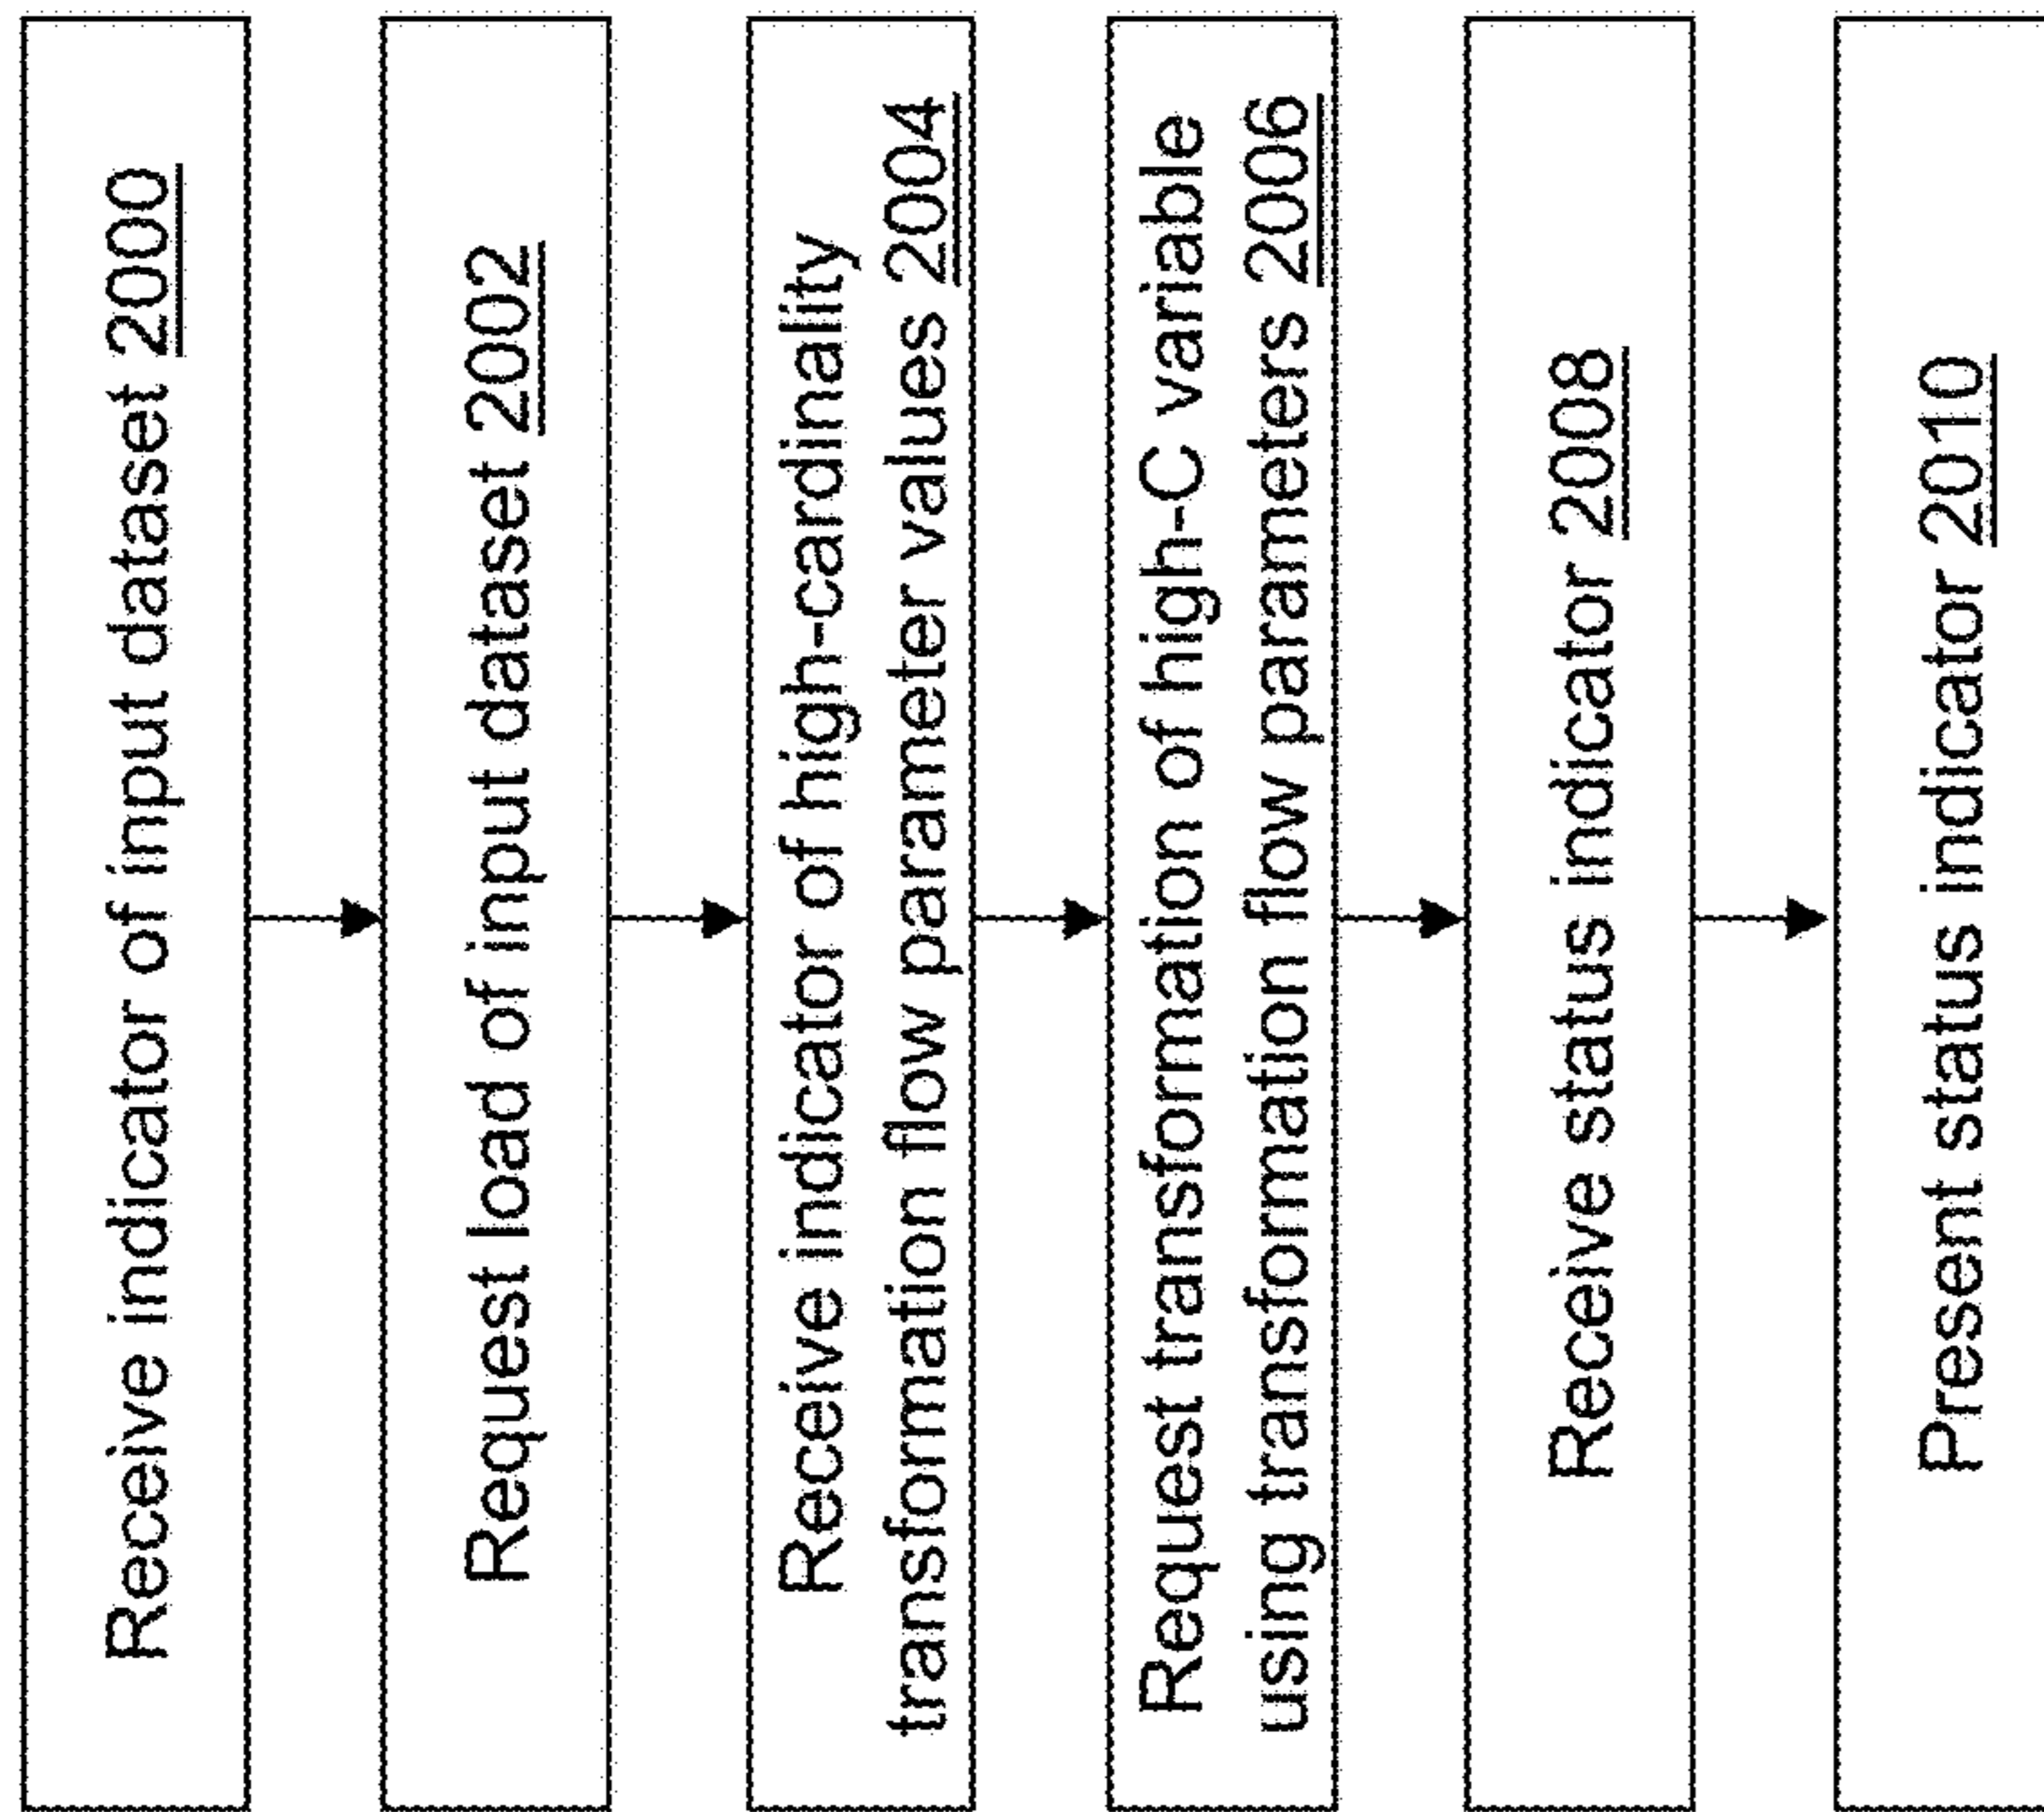 Receive indicator of input dataset 2000
Request load of input dataset 2002
Receive indicator of high-cardinality
transformation flow parameter values 2004
Request transformation of high-C variable
using transformation flow parameters 2006
Receive status indicator 2008
Present status indicator 2010